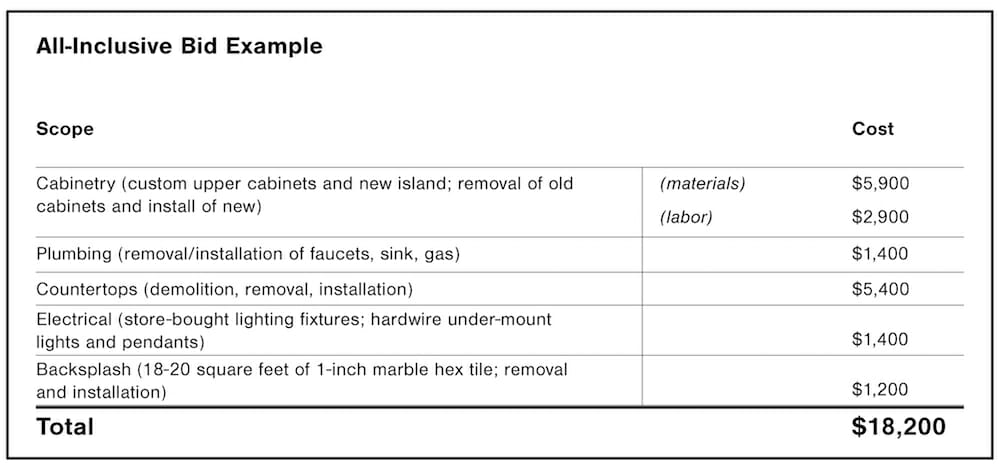 All-Inclusive Bid Example
Scope Cost
Cabinetry (custom upper cabinets and new island; removal of old (materials) $5,900
cabinets and install of new) (labor) $2,900
Plumbing (removal/installation of faucets, sink, gas) $1,400
Countertops (demolition, removal, installation) $5,400
Electrical (store-bought lighting fixtures; hardwire under-mount
lights and pendants) $1,400
Backsplash (18-20 square feet of 1-inch marble hex tile; removal
and installation) $1,200
Total $18,200